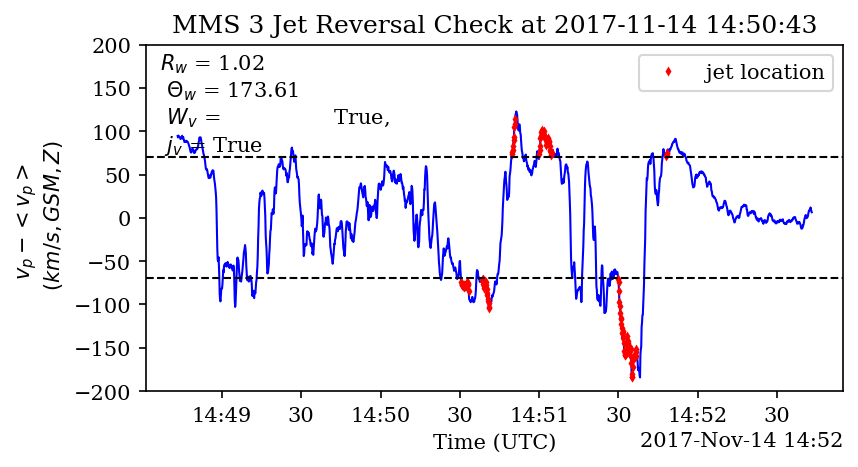 MMS 3 Jet Reversal Check at 2017-11-14 14:50:43
R_w = 1.02
Θ_w = 173.61
W_v = True,
j_v = True
jet location
v_p − < v_p >
(km/s, GSM, Z)
200
150
100
50
0
−50
−100
−150
−200
14:49 30 14:50 30 14:51 30 14:52 30
Time (UTC)
2017-Nov-14 14:52